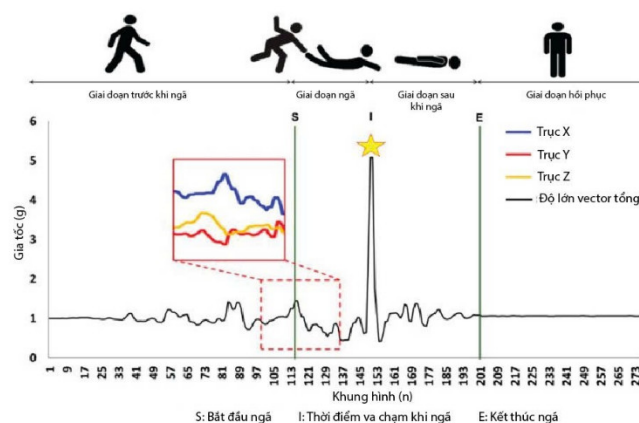 Giai đoạn trước khi ngã
Giai đoạn ngã
Giai đoạn sau
khi ngã
Giai đoạn hồi phục
S
I
E
6
5
4
3
2
1
0
Gia tốc (g)
Trục X
Trục Y
Trục Z
Độ lớn vector tổng
1 9 17 25 33 41 49 57 65 73 81 89 97 105 113 121 129 137 145 153 161 169 177 185 193 201 209 217 225 233 241 249 257 265 273
Khung hình (n)
S: Bắt đầu ngã I: Thời điểm va chạm khi ngã E: Kết thúc ngã